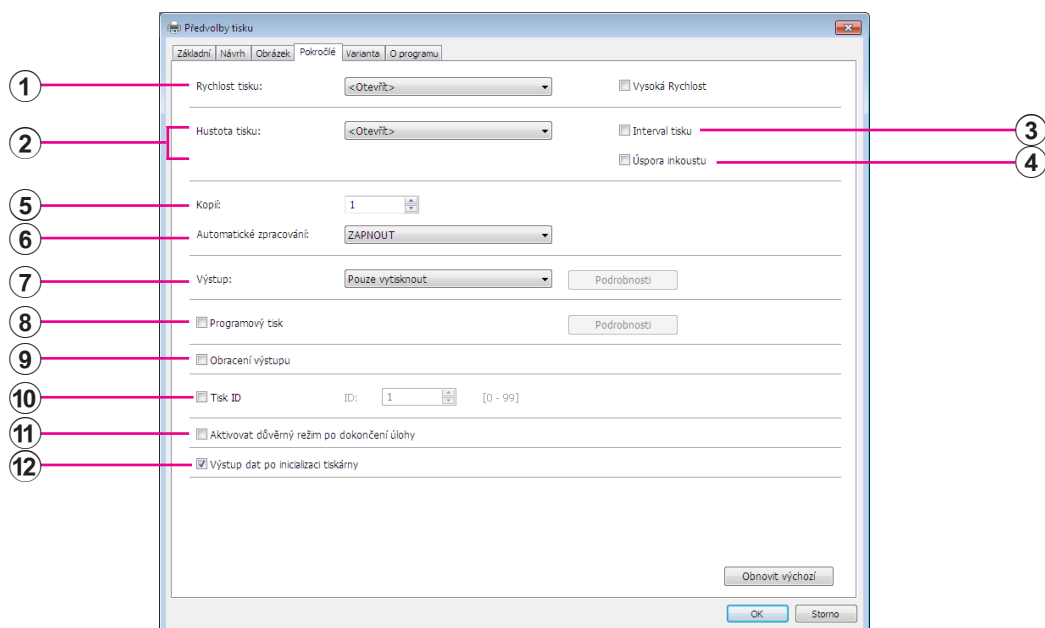 Předvolby tisku
Základní Návrh Obrázek Pokročilé Varianta O programu
1 Rychlost tisku: <Otevřít> Vysoká Rychlost
2 Hustota tisku: <Otevřít> Interval tisku 3
Úspora inkoustu 4
5 Kopií: 1
6 Automatické zpracování: ZAPNOUT
7 Výstup: Pouze vytisknout Podrobnosti
8 Programový tisk Podrobnosti
9 Obracení výstupu
10 Tisk ID ID: 1 [0 - 99]
11 Aktivovat důvěrný režim po dokončení úlohy
12 Výstup dat po inicializaci tiskárny
Obnovit výchozí
OK Storno